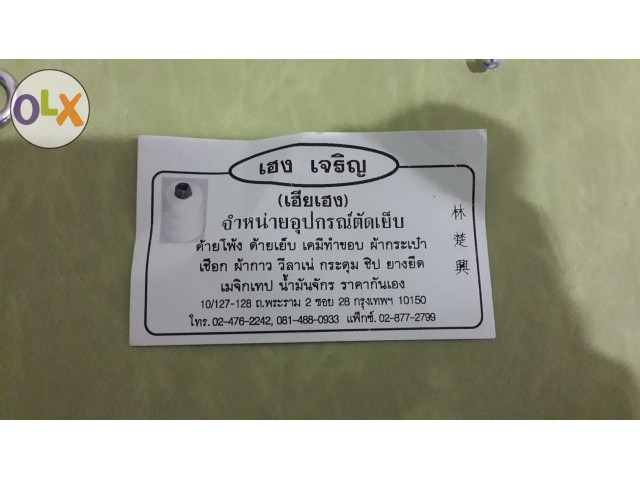 OLX
เฮง เจริญ
(เฮียเฮง)
จำหน่ายอุปกรณ์ตัดเย็บ
ด้ายโพ้ง ด้ายเย็บ เคมีทำขอบ ผ้ากระเป๋า
เชือก ผ้ากาว วีลาเน่ กระดุม ซิป ยางยืด
เมจิกเทป น้ำมันจักร ราคากันเอง
10/127-128 ถ.พระราม 2 ซอย 28 กรุงเทพฯ 10150
โทร. 02-476-2242, 081-488-0933 แฟ็กซ์. 02-877-2799
林楚興